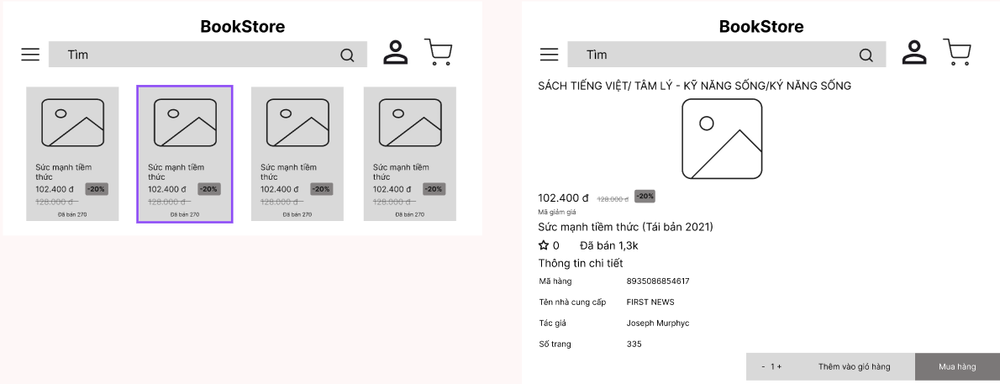 BookStore
Tìm
Sức mạnh tiềm
thức
102.400 đ -20%
128.000 đ
Đã bán 270
Sức mạnh tiềm
thức
102.400 đ -20%
128.000 đ
Đã bán 270
Sức mạnh tiềm
thức
102.400 đ -20%
128.000 đ
Đã bán 270
Sức mạnh tiềm
thức
102.400 đ -20%
128.000 đ
Đã bán 270
BookStore
Tìm
SÁCH TIẾNG VIỆT/ TÂM LÝ - KỸ NĂNG SỐNG/KÝ NĂNG SỐNG
102.400 đ 128.000 đ -20%
Mã giảm giá
Sức mạnh tiềm thức (Tái bản 2021)
0 Đã bán 1,3k
Thông tin chi tiết
Mã hàng 8935086854617
Tên nhà cung cấp FIRST NEWS
Tác giả Joseph Murphyc
Số trang 335
- 1 + Thêm vào giỏ hàng Mua hàng